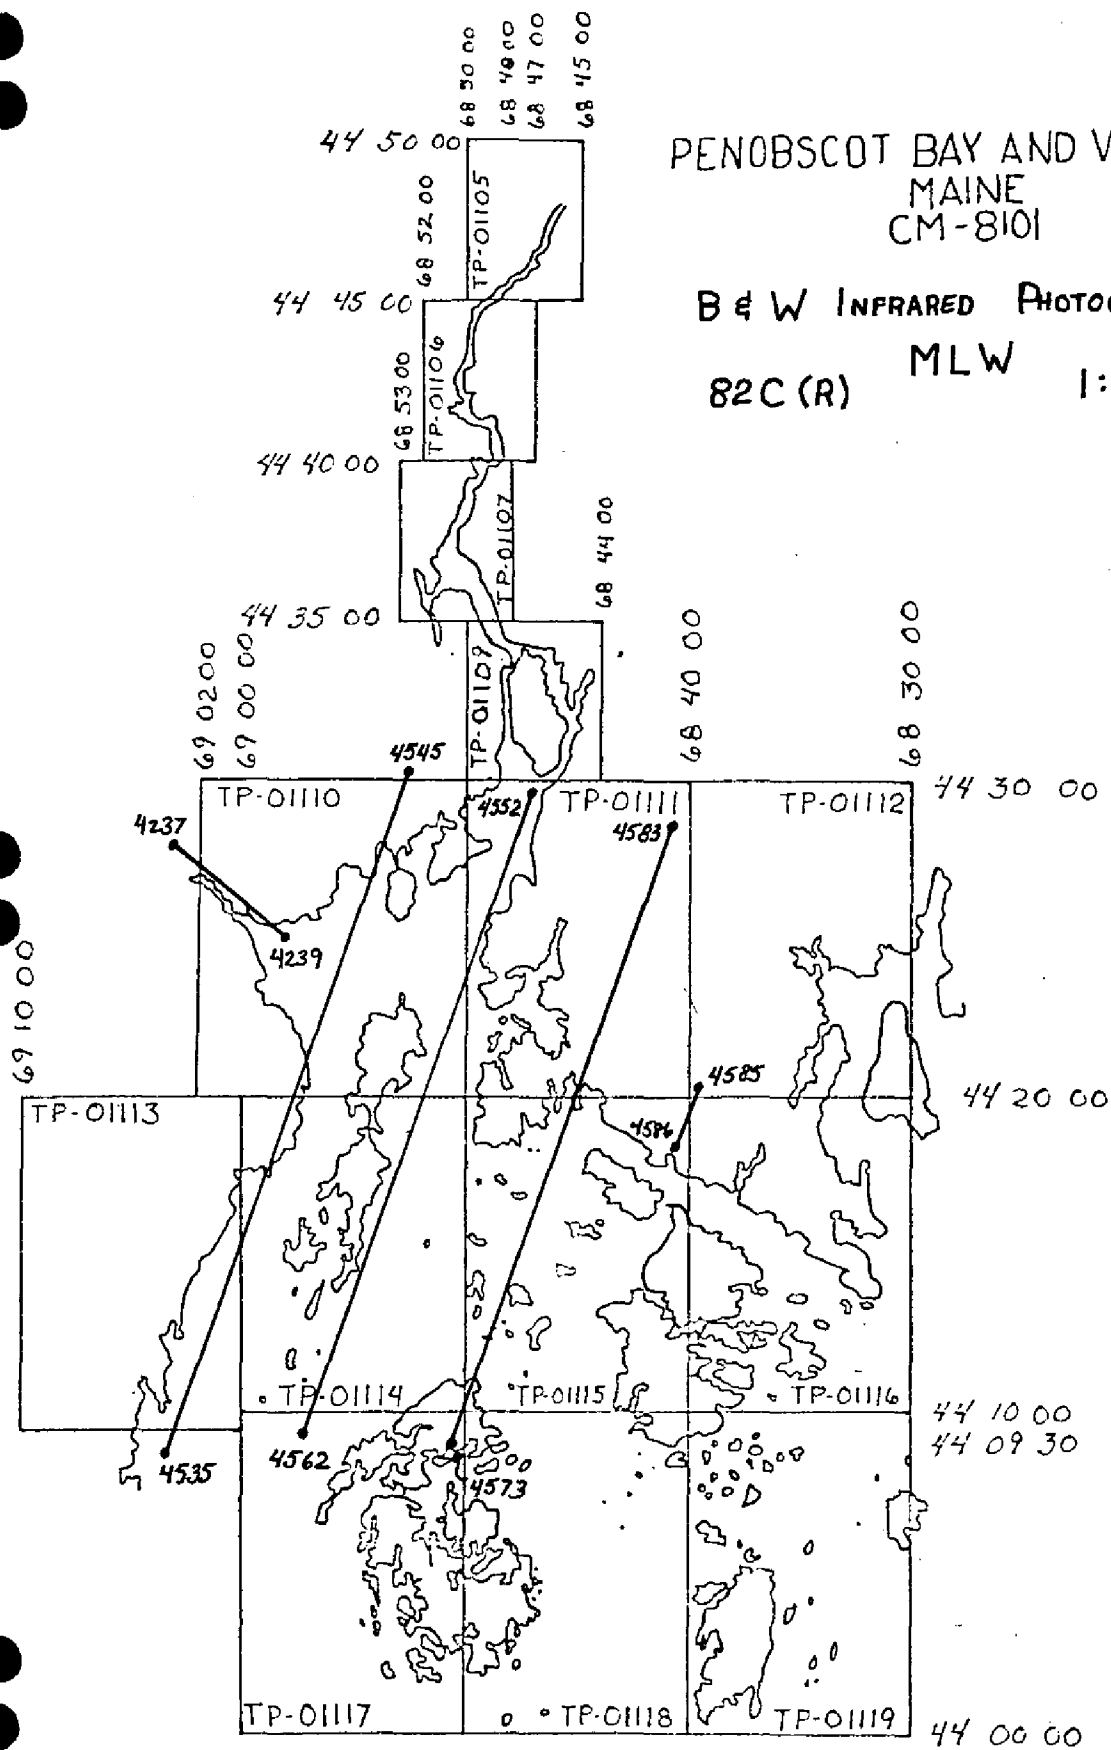 68 50 00
68 48 00
68 47 00
68 45 00
44 50 00
PENOBSCOT BAY AND V
MAINE
CM-8101
68 52 00
TP-01105
44 45 00
B & W INFRARED PHOTO
MLW
82C (R)
1:
68 53 00
TP-01106
44 40 00
TP-01107
68 44 00
44 35 00
69 02 00
69 00 00
TP-01109
68 40 00
68 30 00
4545
44 30 00
TP-01110
4552
TP-01111
TP-01112
4237
4583
4239
69 10 00
4585
44 20 00
TP-01113
4586
TP-01114
TP-01115
TP-01116
44 10 00
44 09 30
4535
4562
4573
TP-01117
TP-01118
TP-01119
44 00 00